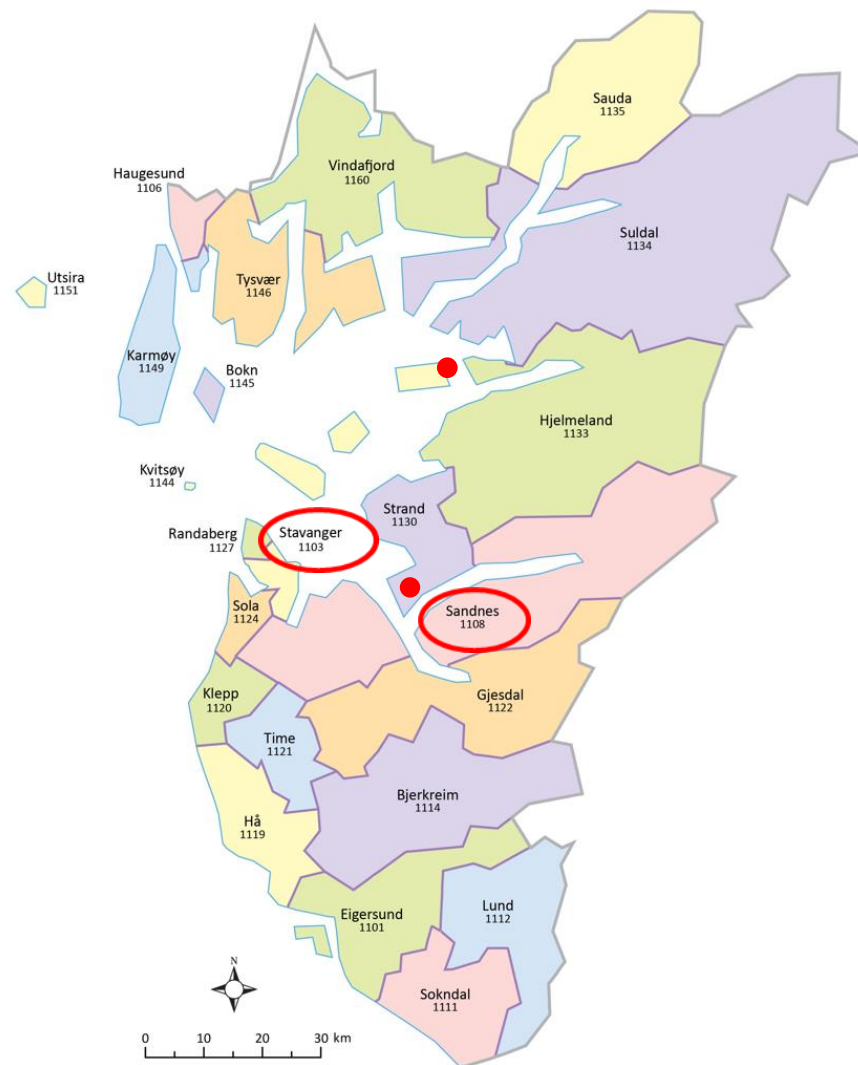 Sauda
1135
Haugesund
1106
Vindafjord
1160
Suldal
1134
Utsira
1151
Tysvær
1146
Karmøy
1149
Bokn
1145
Hjelmeland
1133
Kvitsøy
1144
Strand
1130
Randaberg
1127
Stavanger
1103
Sola
1124
Sandnes
1108
Klepp
1120
Gjesdal
1122
Time
1121
Bjerkreim
1114
Hå
1119
Eigersund
1101
Lund
1112
Sokndal
1111
N
0 10 20 30 km